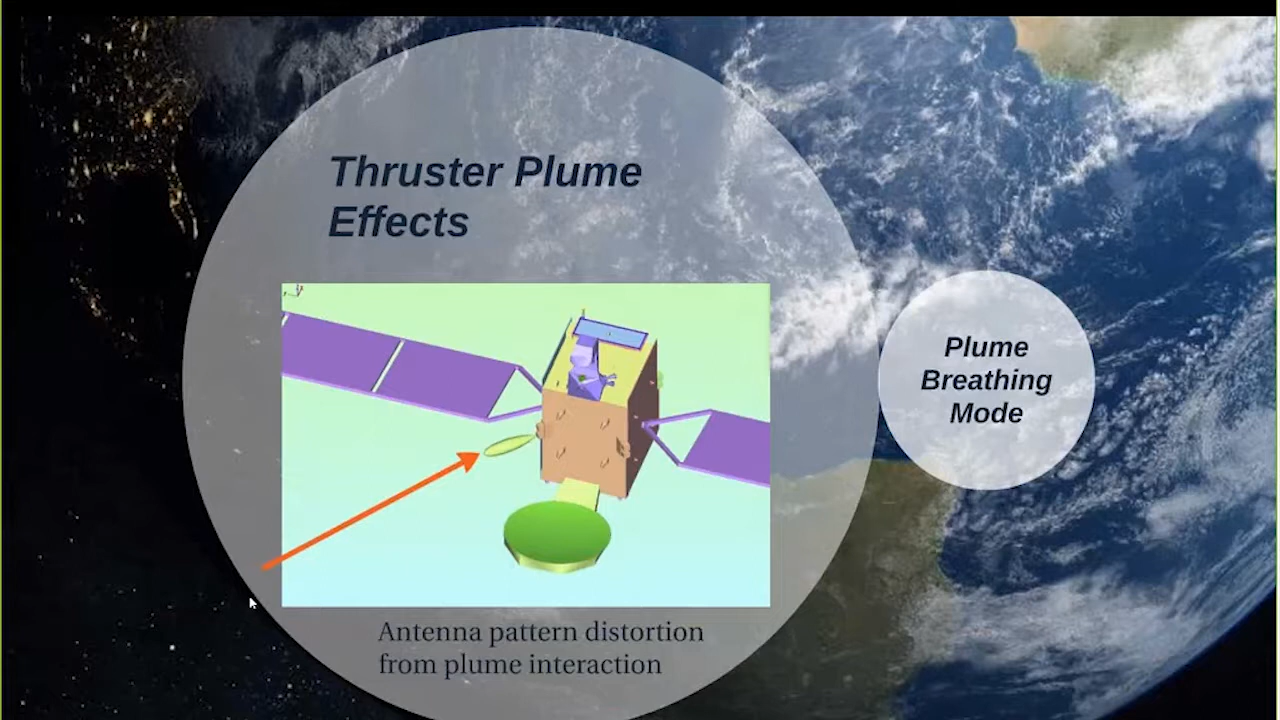 Thruster Plume
Effects
Plume
Breathing
Mode
Antenna pattern distortion
from plume interaction